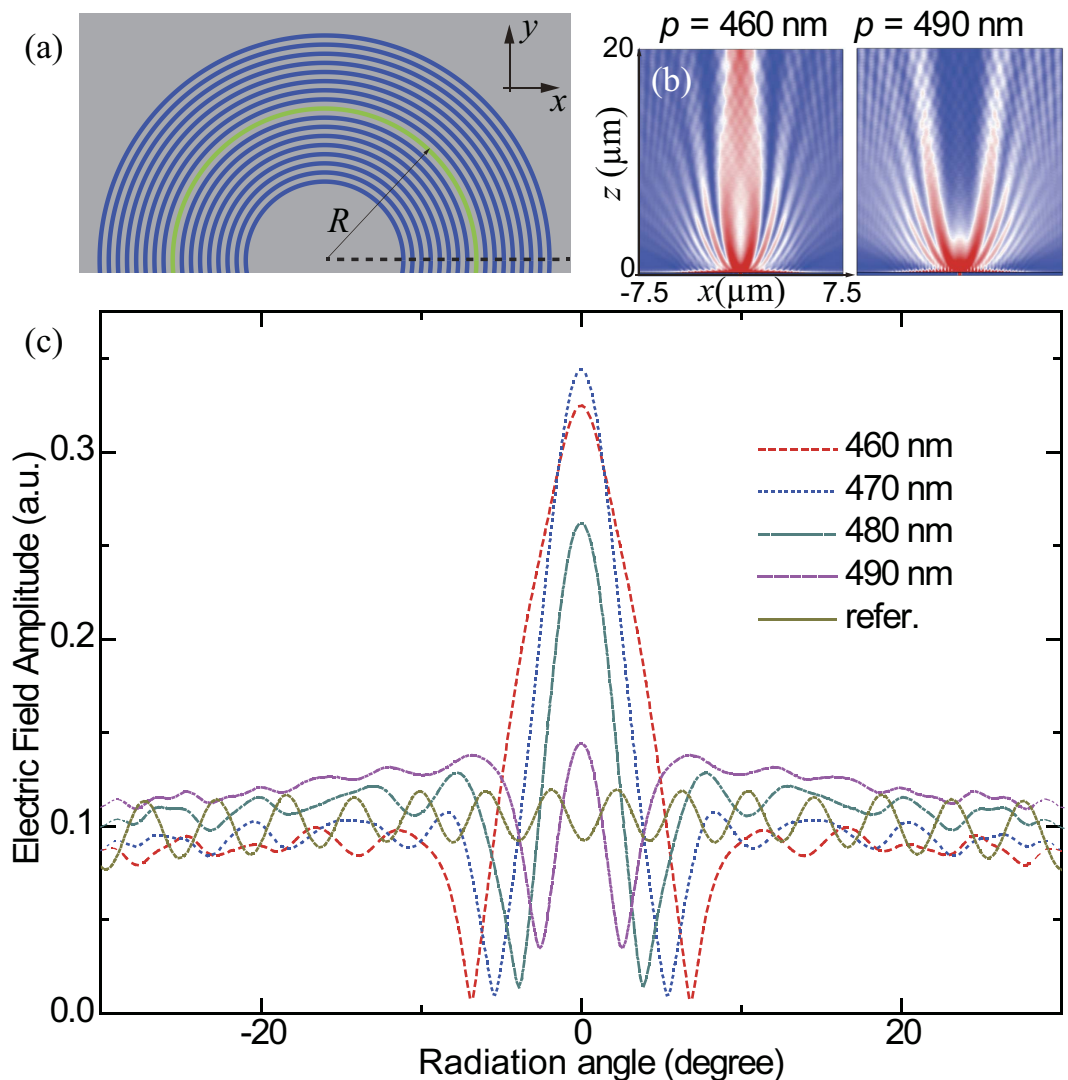 (a)
y
x
R
p = 460 nm
p = 490 nm
(b)
20
z (μm)
0
-7.5
x(μm)
7.5
(c)
460 nm
470 nm
480 nm
490 nm
refer.
Electric Field Amplitude (a.u.)
0.3
0.2
0.1
0.0
-20
0
20
Radiation angle (degree)